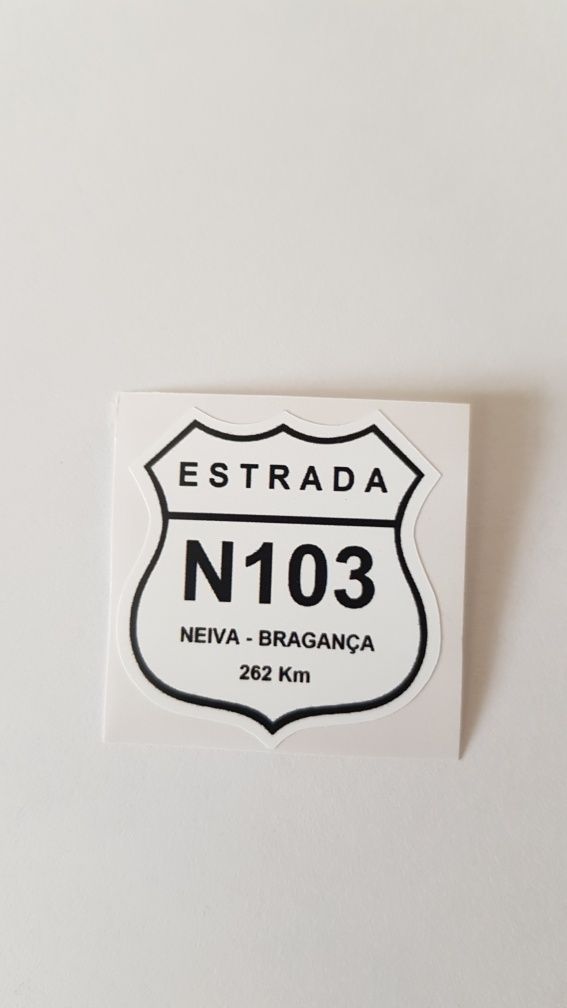 ESTRADA
N103
NEIVA - BRAGANÇA
262 Km